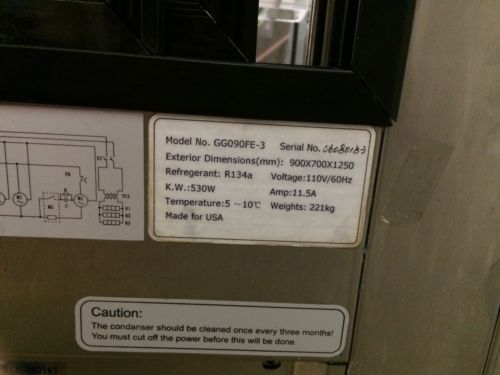 Model No. GG090FE-3 Serial No. 06080163
Exterior Dimensions(mm): 900X700X1250
Refregerant: R134a Voltage:110V/60Hz
K.W.:530W Amp:11.5A
Temperature:5 ～10℃ Weights: 221kg
Made for USA
Caution:
The condanser should be cleaned once every three months!
You must cut off the power before this will be done.